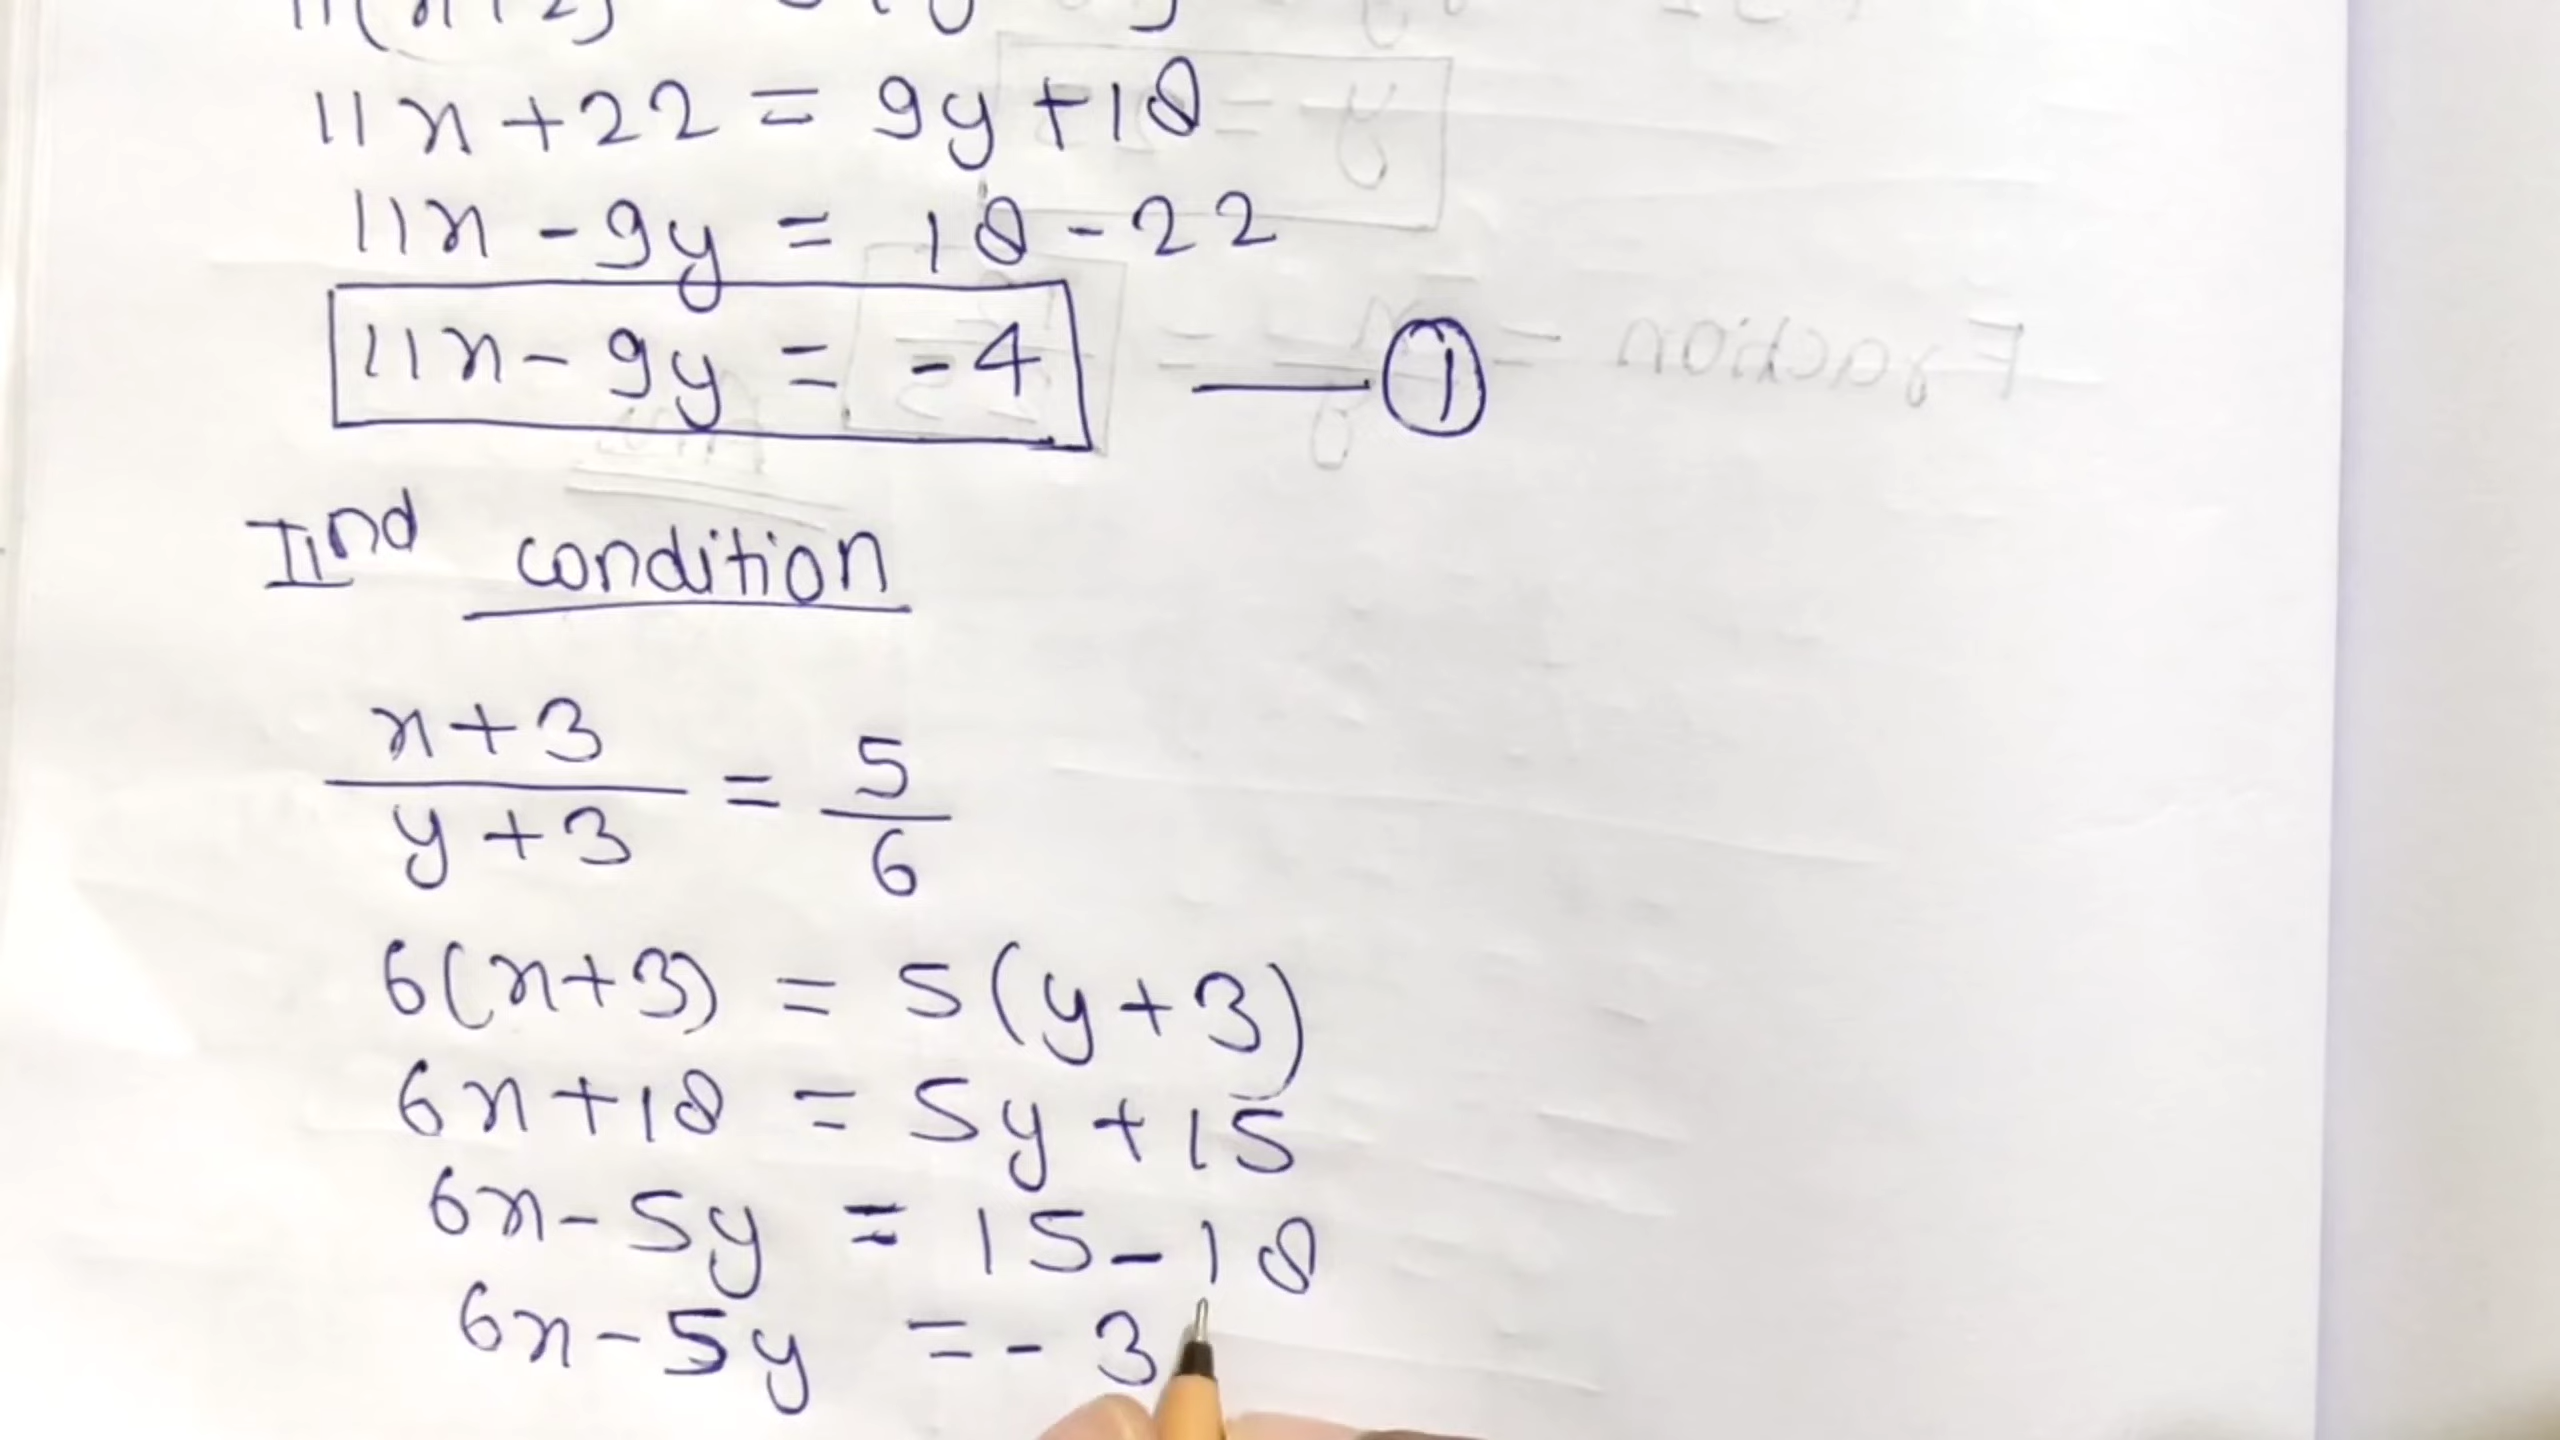 11x+22 = 9y+18
11x-9y = 18-22
11x-9y = -4 —— ①
IInd condition
x+3
y+3
=
5
6
6(x+3) = 5(y+3)
6x+18 = 5y+15
6x-5y = 15-18
6x-5y = -3